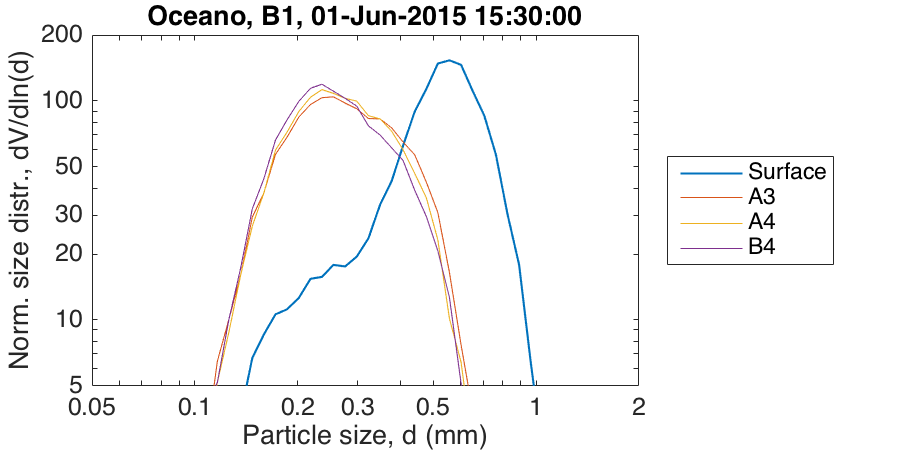 Oceano, B1, 01-Jun-2015 15:30:00
Norm. size distr., dV/dln(d)
200
100
50
30
20
10
5
0.05
0.1
0.2
0.3
0.5
1
2
Particle size, d (mm)
Surface
A3
A4
B4